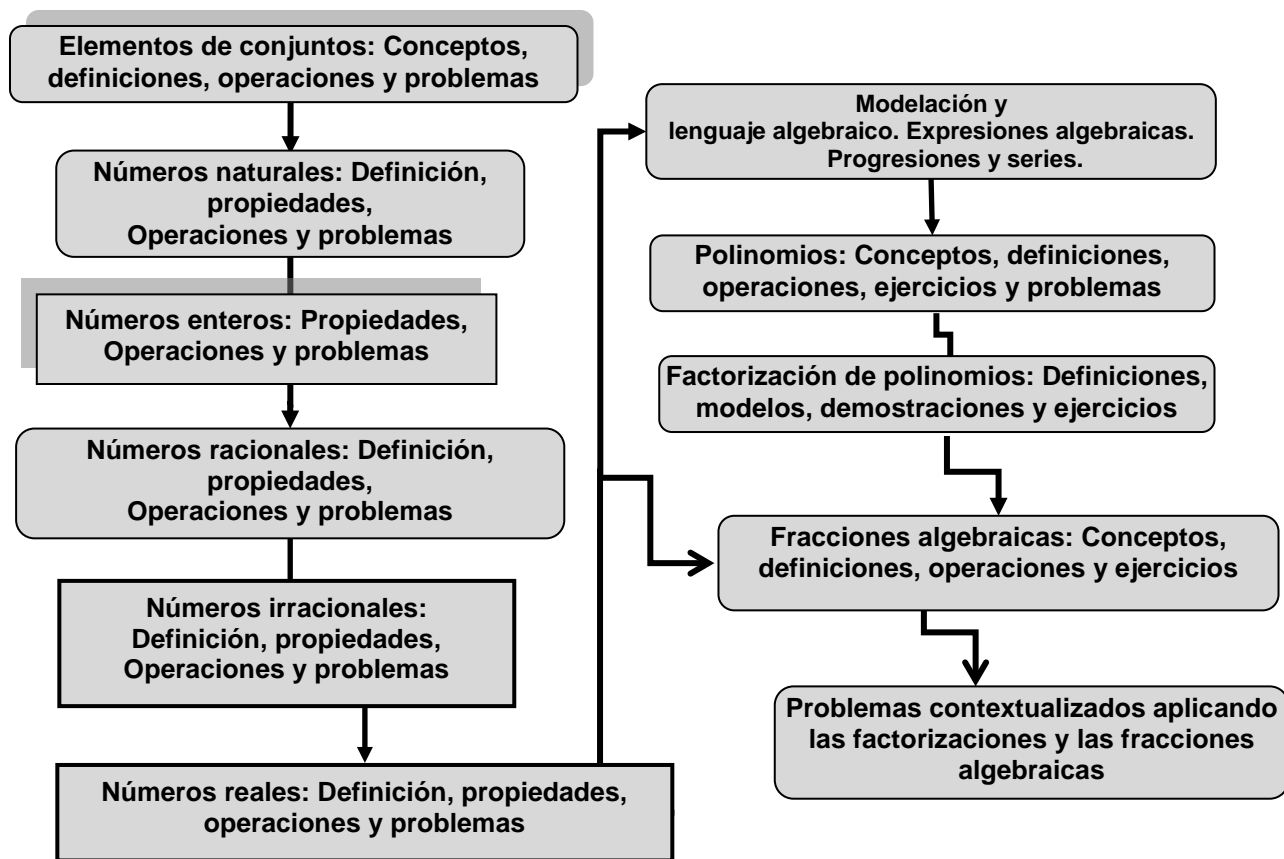 Elementos de conjuntos: Conceptos,
definiciones, operaciones y problemas
Números naturales: Definición,
propiedades,
Operaciones y problemas
Números enteros: Propiedades,
Operaciones y problemas
Números racionales: Definición,
propiedades,
Operaciones y problemas
Números irracionales:
Definición, propiedades,
Operaciones y problemas
Números reales: Definición, propiedades,
operaciones y problemas
Modelación y
lenguaje algebraico. Expresiones algebraicas.
Progresiones y series.
Polinomios: Conceptos, definiciones,
operaciones, ejercicios y problemas
Factorización de polinomios: Definiciones,
modelos, demostraciones y ejercicios
Fracciones algebraicas: Conceptos,
definiciones, operaciones y ejercicios
Problemas contextualizados aplicando
las factorizaciones y las fracciones
algebraicas